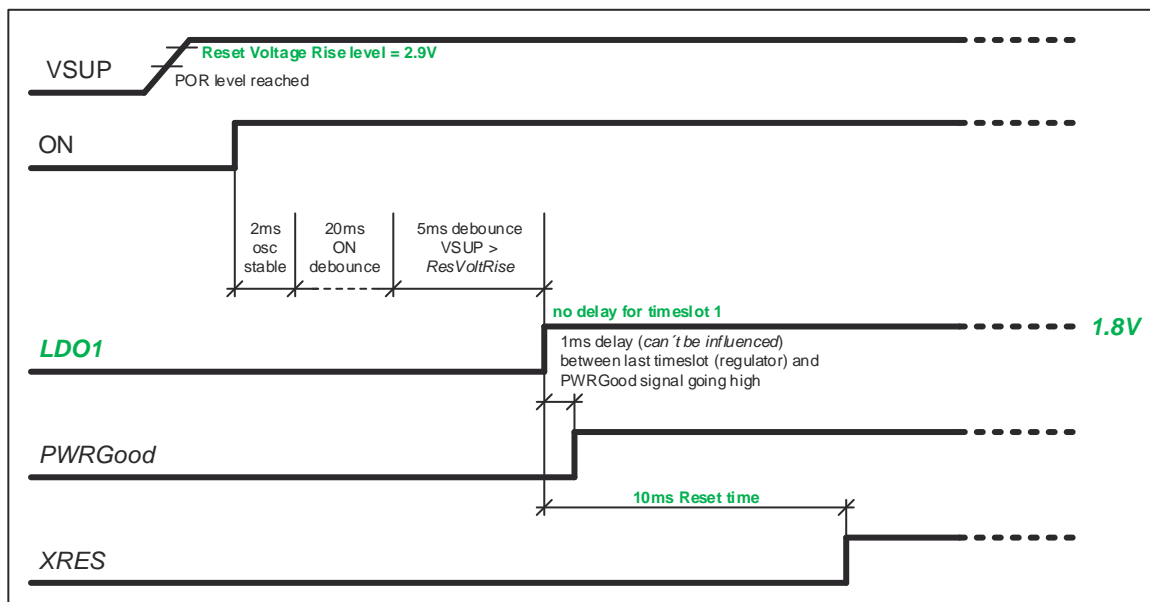 VSUP
Reset Voltage Rise level = 2.9V
POR level reached
ON
2ms
osc
stable
20ms
ON
debounce
5ms debounce
VSUP >
ResVoltRise
LDO1
no delay for timeslot 1
1.8V
1ms delay (can´t be influenced)
between last timeslot (regulator) and
PWRGood signal going high
PWRGood
10ms Reset time
XRES